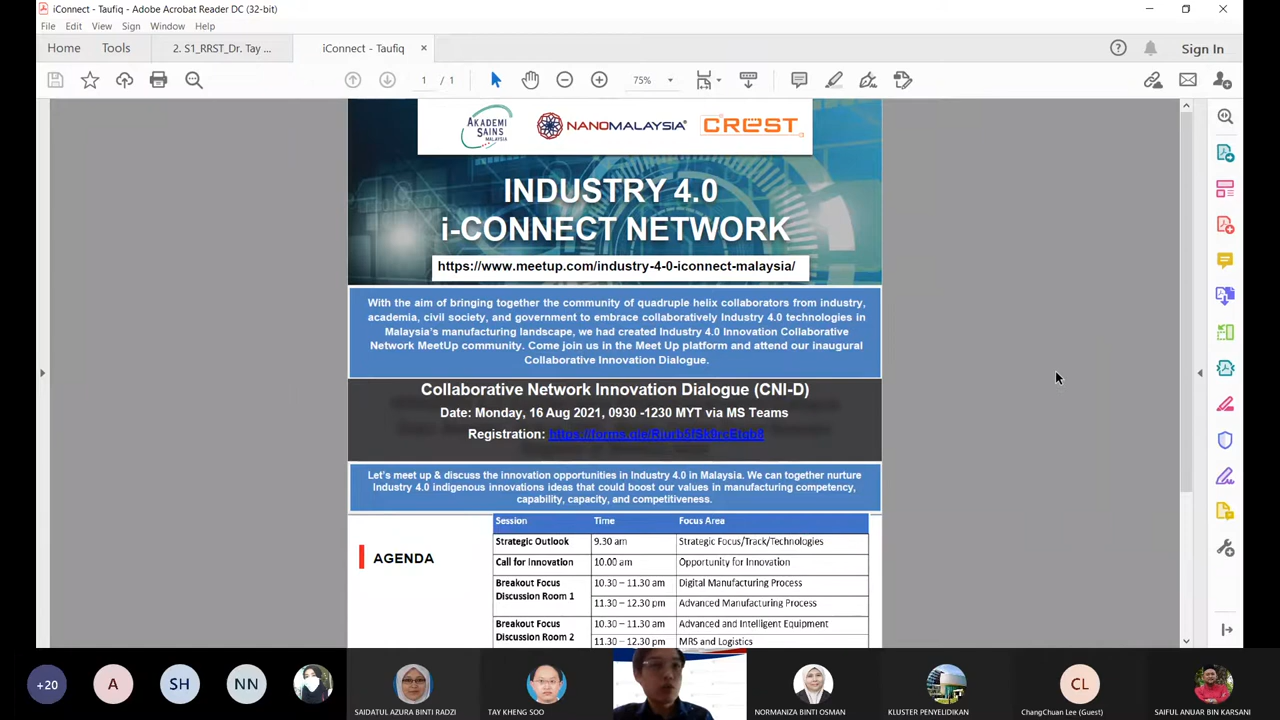 iConnect - Taufiq - Adobe Acrobat Reader DC (32-bit)
File Edit View Sign Window Help
Home Tools 2. S1_RRST_Dr. Tay ... iConnect - Taufiq × Sign In
1 / 1 75%
AKADEMI SAINS MALAYSIA
NANOMALAYSIA
CREST
INDUSTRY 4.0
i-CONNECT NETWORK
https://www.meetup.com/industry-4-0-iconnect-malaysia/
With the aim of bringing together the community of quadruple helix collaborators from industry,
academia, civil society, and government to embrace collaboratively Industry 4.0 technologies in
Malaysia's manufacturing landscape, we had created Industry 4.0 Innovation Collaborative
Network MeetUp community. Come join us in the Meet Up platform and attend our inaugural
Collaborative Innovation Dialogue.
Collaborative Network Innovation Dialogue (CNI-D)
Date: Monday, 16 Aug 2021, 0930 -1230 MYT via MS Teams
Registration:
Let's meet up & discuss the innovation opportunities in Industry 4.0 in Malaysia. We can together nurture
Industry 4.0 indigenous innovations ideas that could boost our values in manufacturing competency,
capability, capacity, and competitiveness.
AGENDA
Session Time Focus Area
Strategic Outlook 9.30 am Strategic Focus/Track/Technologies
Call for Innovation 10.00 am Opportunity for Innovation
Breakout Focus Discussion Room 1 10.30 – 11.30 am Digital Manufacturing Process
11.30 – 12.30 pm Advanced Manufacturing Process
Breakout Focus Discussion Room 2 10.30 – 11.30 am Advanced and Intelligent Equipment
11.30 – 12.30 pm MRS and Logistics
+20 A SH NN CL
SAIDATUL AZURA BINTI RADZI TAY KHENG SOO NORMANIZA BINTI OSMAN KLUSTER PENYELIDIKAN ChangChuan Lee (Guest) SAIFUL ANUAR BIN KARSANI